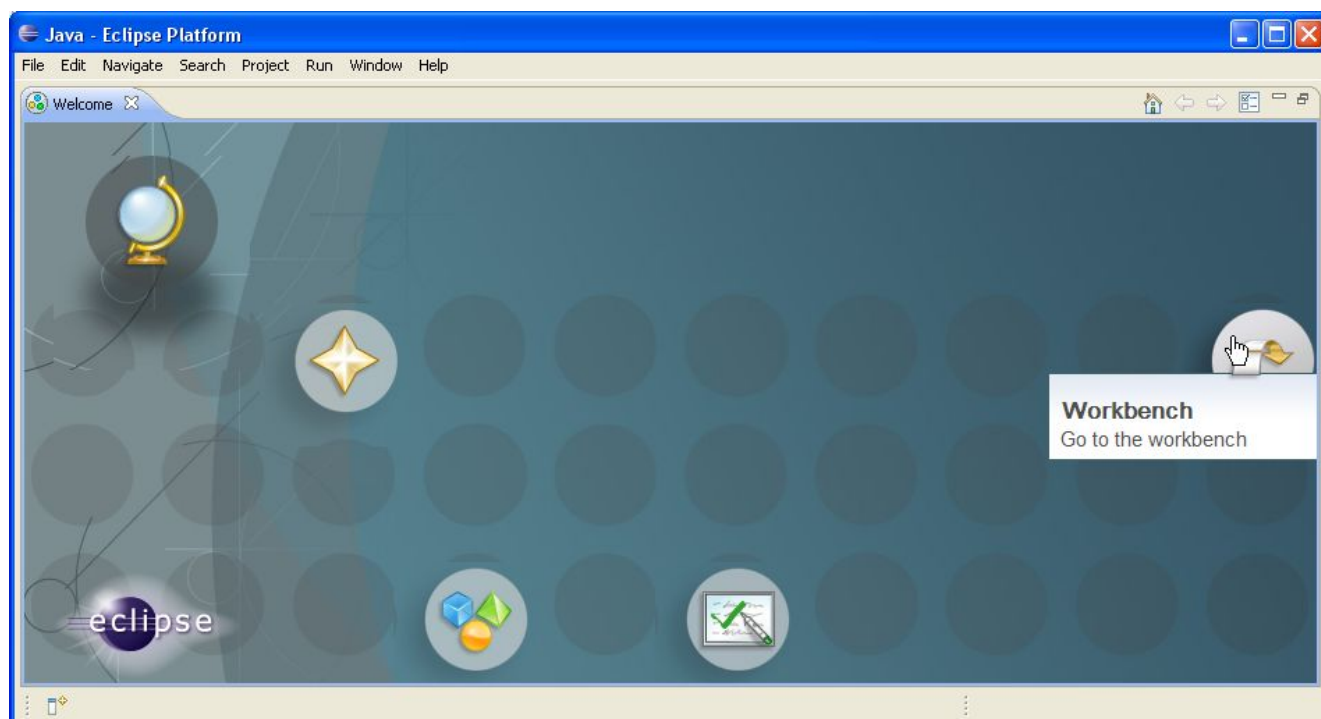 Java - Eclipse Platform
File Edit Navigate Search Project Run Window Help
Welcome
Workbench
Go to the workbench
eclipse